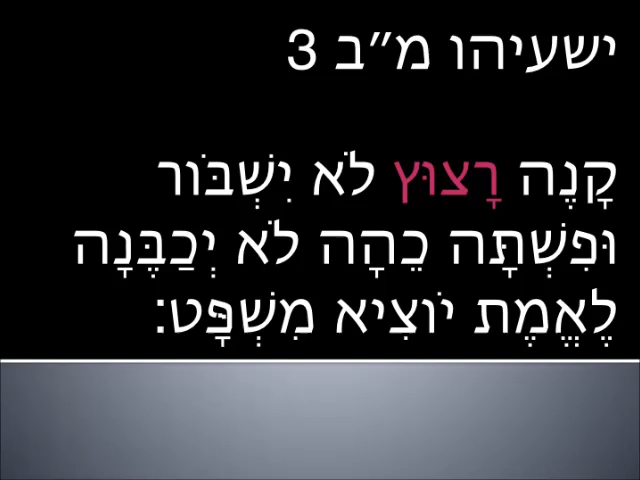 ישעיהו מ״ב 3
קָנֶה רָצוּץ לֹא יִשְׁבּוֹר
וּפִשְׁתָּה כֵהָה לֹא יְכַבֶּנָה
לֶאֱמֶת יוֹצִיא מִשְׁפָּט: